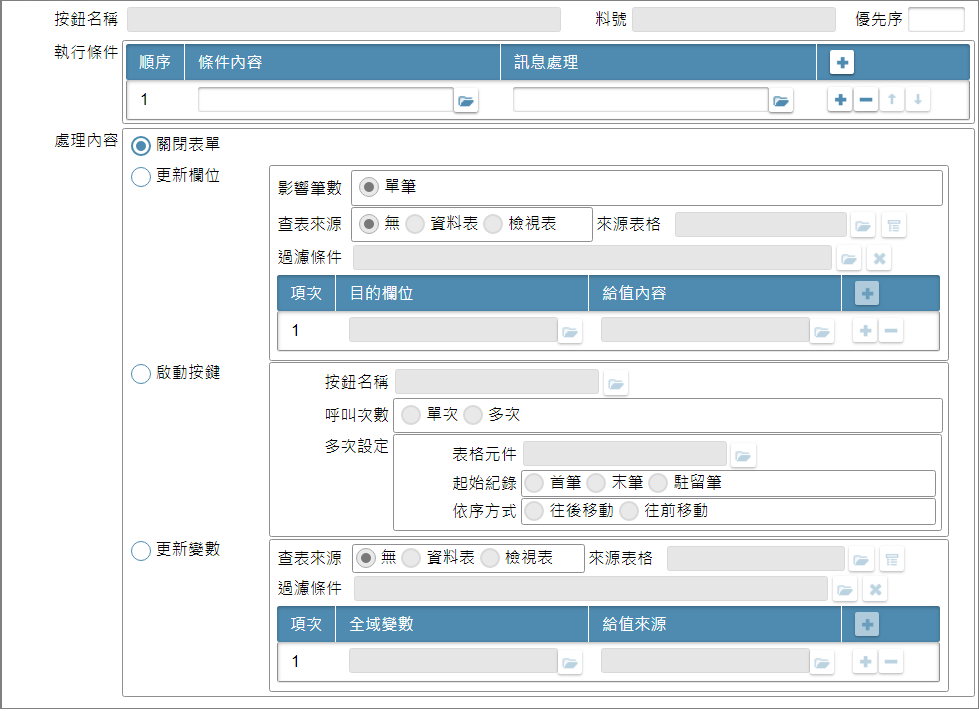 按鈕名稱 料號 優先序
執行條件
順序 條件內容 訊息處理
1
處理內容
關閉表單
更新欄位
影響筆數 單筆
查表來源 無 資料表 檢視表 來源表格
過濾條件
項次 目的欄位 給值內容
1
啟動按鍵
按鈕名稱
呼叫次數 單次 多次
多次設定
表格元件
起始紀錄 首筆 末筆 駐留筆
依序方式 往後移動 往前移動
更新變數
查表來源 無 資料表 檢視表 來源表格
過濾條件
項次 全域變數 給值來源
1